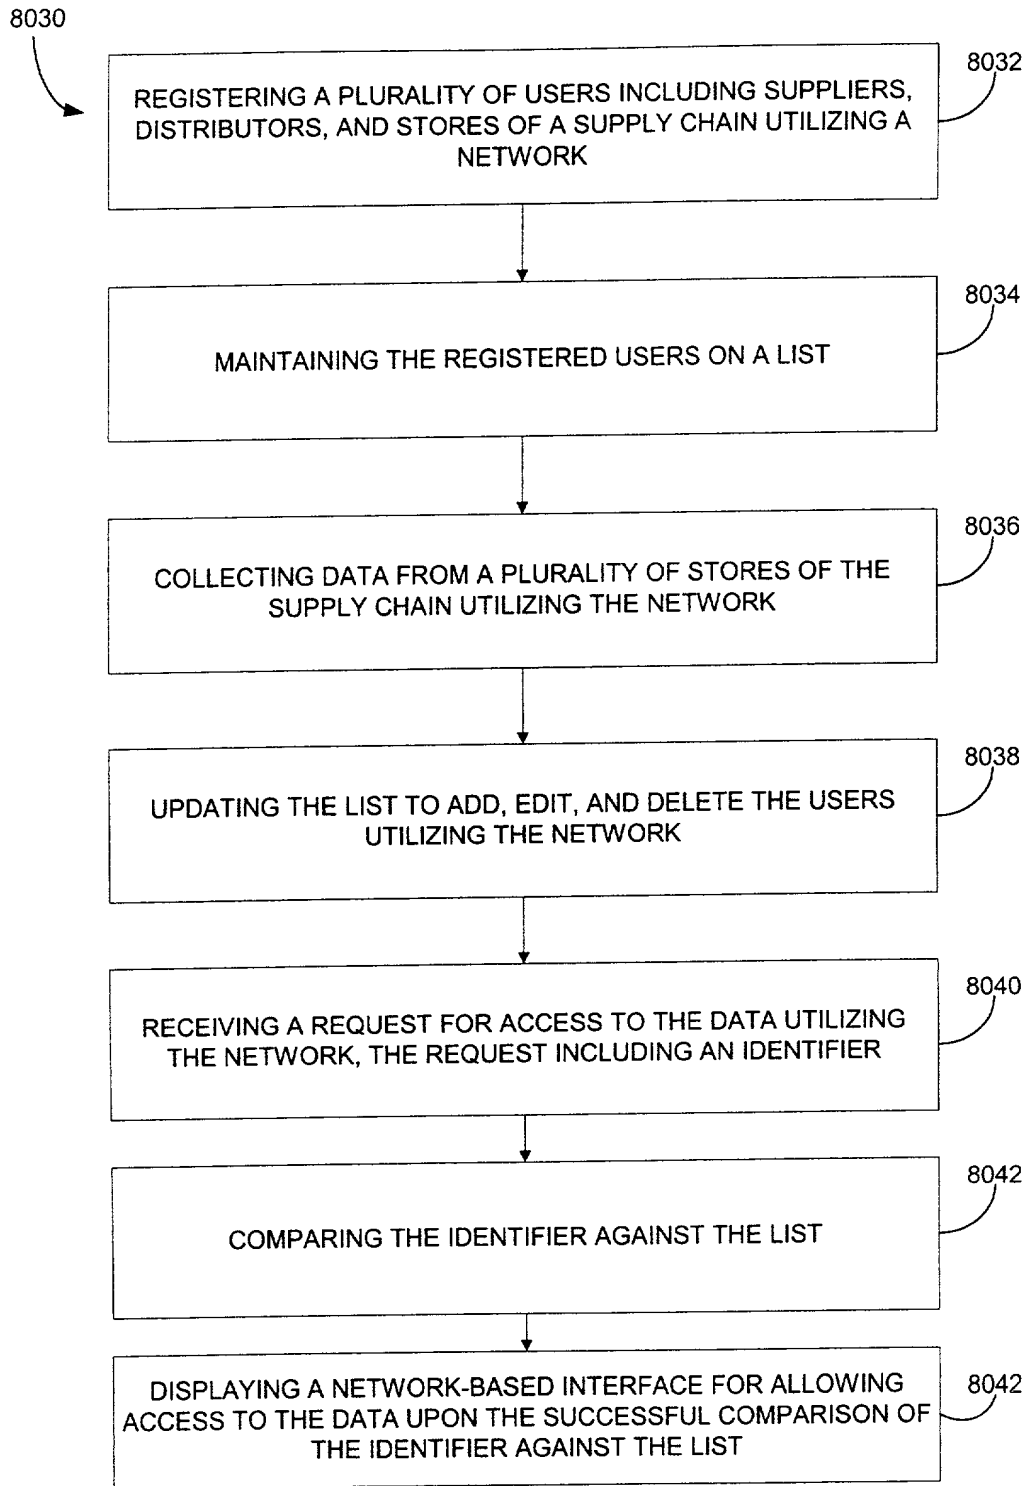 8030
8032
REGISTERING A PLURALITY OF USERS INCLUDING SUPPLIERS,
DISTRIBUTORS, AND STORES OF A SUPPLY CHAIN UTILIZING A
NETWORK
8034
MAINTAINING THE REGISTERED USERS ON A LIST
8036
COLLECTING DATA FROM A PLURALITY OF STORES OF THE
SUPPLY CHAIN UTILIZING THE NETWORK
8038
UPDATING THE LIST TO ADD, EDIT, AND DELETE THE USERS
UTILIZING THE NETWORK
8040
RECEIVING A REQUEST FOR ACCESS TO THE DATA UTILIZING
THE NETWORK, THE REQUEST INCLUDING AN IDENTIFIER
8042
COMPARING THE IDENTIFIER AGAINST THE LIST
8042
DISPLAYING A NETWORK-BASED INTERFACE FOR ALLOWING
ACCESS TO THE DATA UPON THE SUCCESSFUL COMPARISON OF
THE IDENTIFIER AGAINST THE LIST